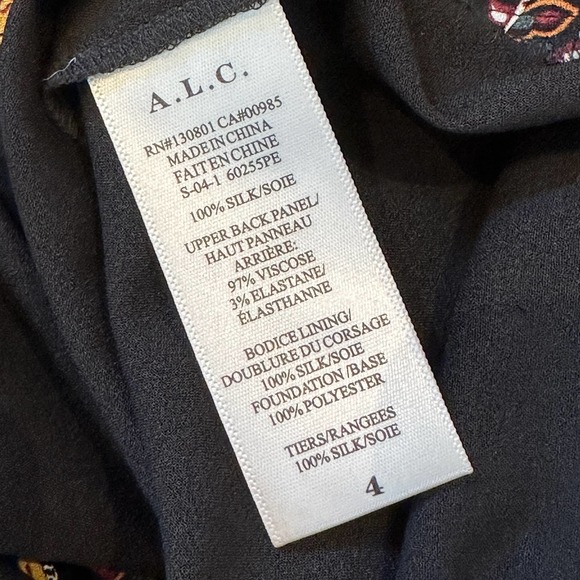 A.L.C.
RN#130801 CA#00985
MADE IN CHINA
FAIT EN CHINE
S-04-1 60255PE
100% SILK/SOIE
UPPER BACK PANEL/
HAUT PANNEAU
ARRIÈRE:
97% VISCOSE
3% ELASTANE/
ÉLASTHANNE
BODICE LINING/
DOUBLURE DU CORSAGE
100% SILK/SOIE
FOUNDATION /BASE
100% POLYESTER
TIERS/RANGEES
100% SILK/SOIE
4